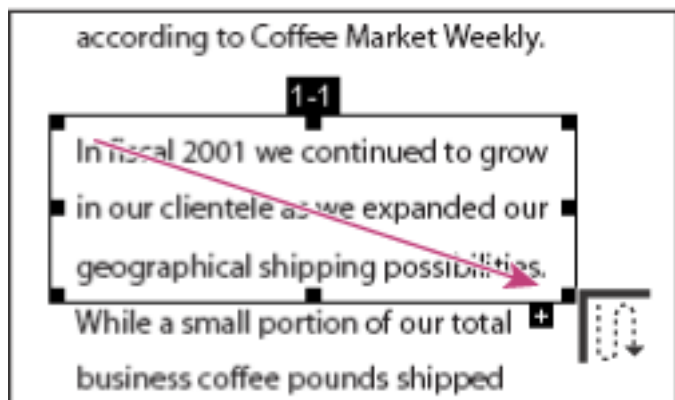 according to Coffee Market Weekly.
1-1
In fiscal 2001 we continued to grow
in our clientele as we expanded our
geographical shipping possibilities.
While a small portion of our total
+
business coffee pounds shipped